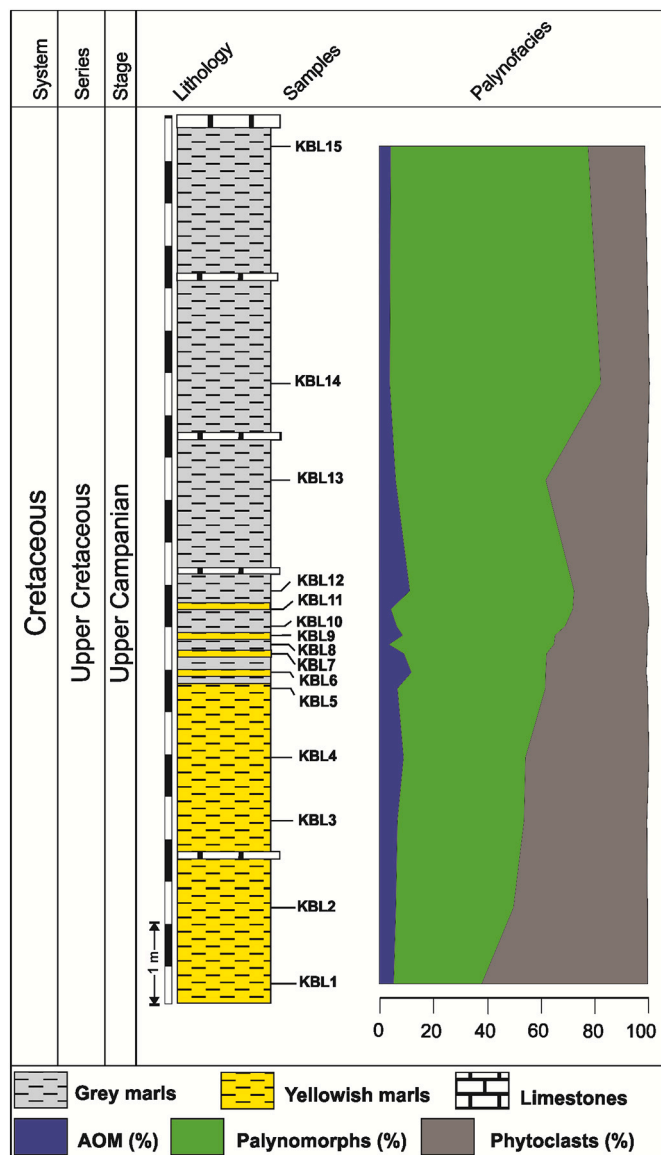 System
Series
Stage
Lithology
Samples
Palynofacies
Cretaceous
Upper Cretaceous
Upper Campanian
KBL15
KBL14
KBL13
KBL12
KBL11
KBL10
KBL9
KBL8
KBL7
KBL6
KBL5
KBL4
KBL3
KBL2
KBL1
1 m
0 20 40 60 80 100
Grey marls Yellowish marls Limestones
AOM (%) Palynomorphs (%) Phytoclasts (%)